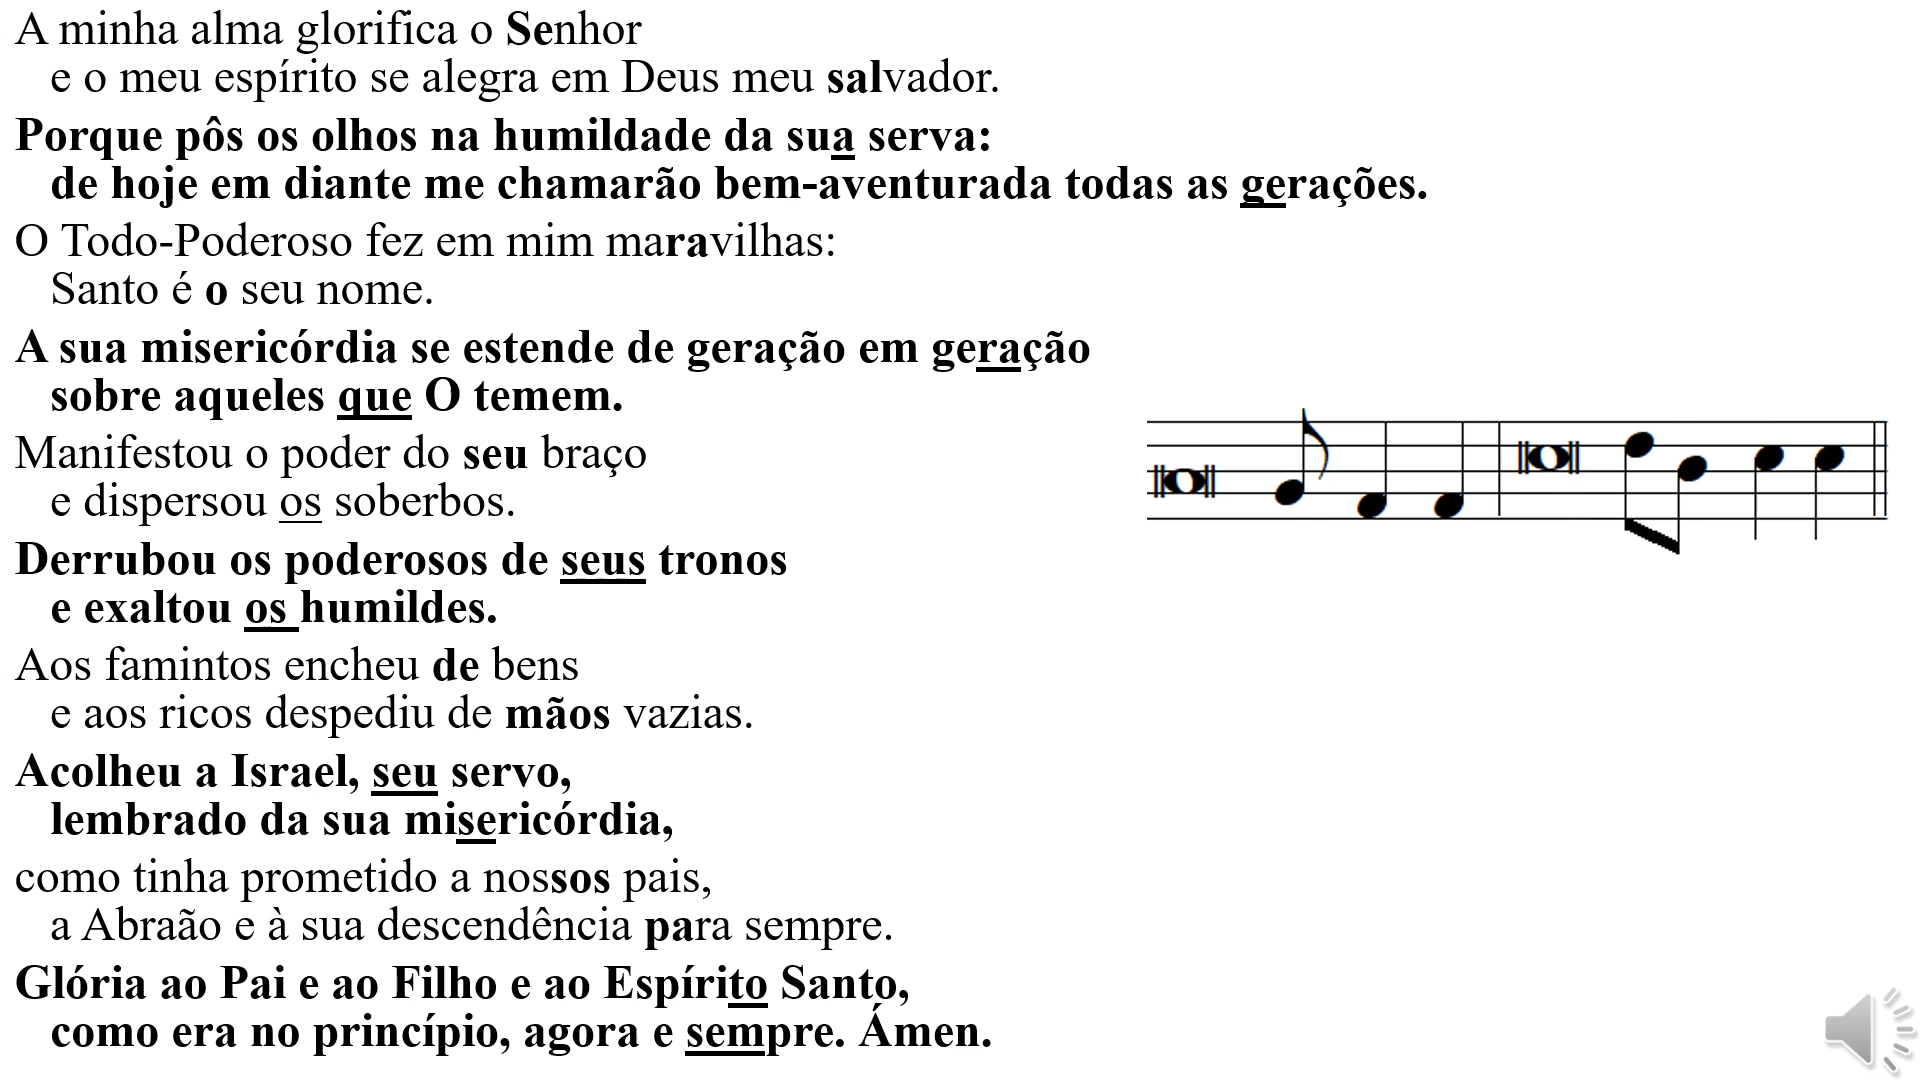 A minha alma glorifica o Senhor
e o meu espírito se alegra em Deus meu salvador.
Porque pôs os olhos na humildade da sua serva:
de hoje em diante me chamarão bem-aventurada todas as gerações.
O Todo-Poderoso fez em mim maravilhas:
Santo é o seu nome.
A sua misericórdia se estende de geração em geração
sobre aqueles que O temem.
Manifestou o poder do seu braço
e dispersou os soberbos.
Derrubou os poderosos de seus tronos
e exaltou os humildes.
Aos famintos encheu de bens
e aos ricos despediu de mãos vazias.
Acolheu a Israel, seu servo,
lembrado da sua misericórdia,
como tinha prometido a nossos pais,
a Abraão e à sua descendência para sempre.
Glória ao Pai e ao Filho e ao Espírito Santo,
como era no princípio, agora e sempre. Ámen.